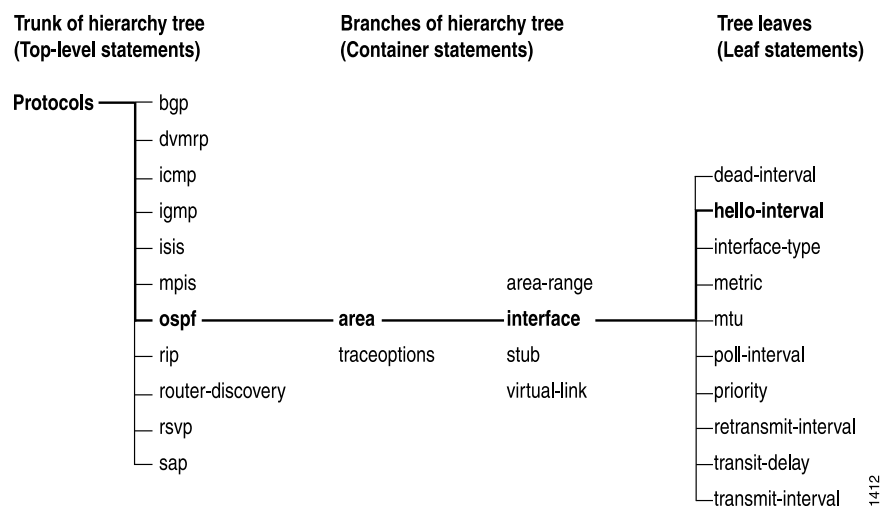 Trunk of hierarchy tree
(Top-level statements)
Branches of hierarchy tree
(Container statements)
Tree leaves
(Leaf statements)
Protocols
bgp
dvmrp
icmp
igmp
isis
mpis
ospf
rip
router-discovery
rsvp
sap
area
traceoptions
area-range
interface
stub
virtual-link
dead-interval
hello-interval
interface-type
metric
mtu
poll-interval
priority
retransmit-interval
transit-delay
transmit-interval
1412